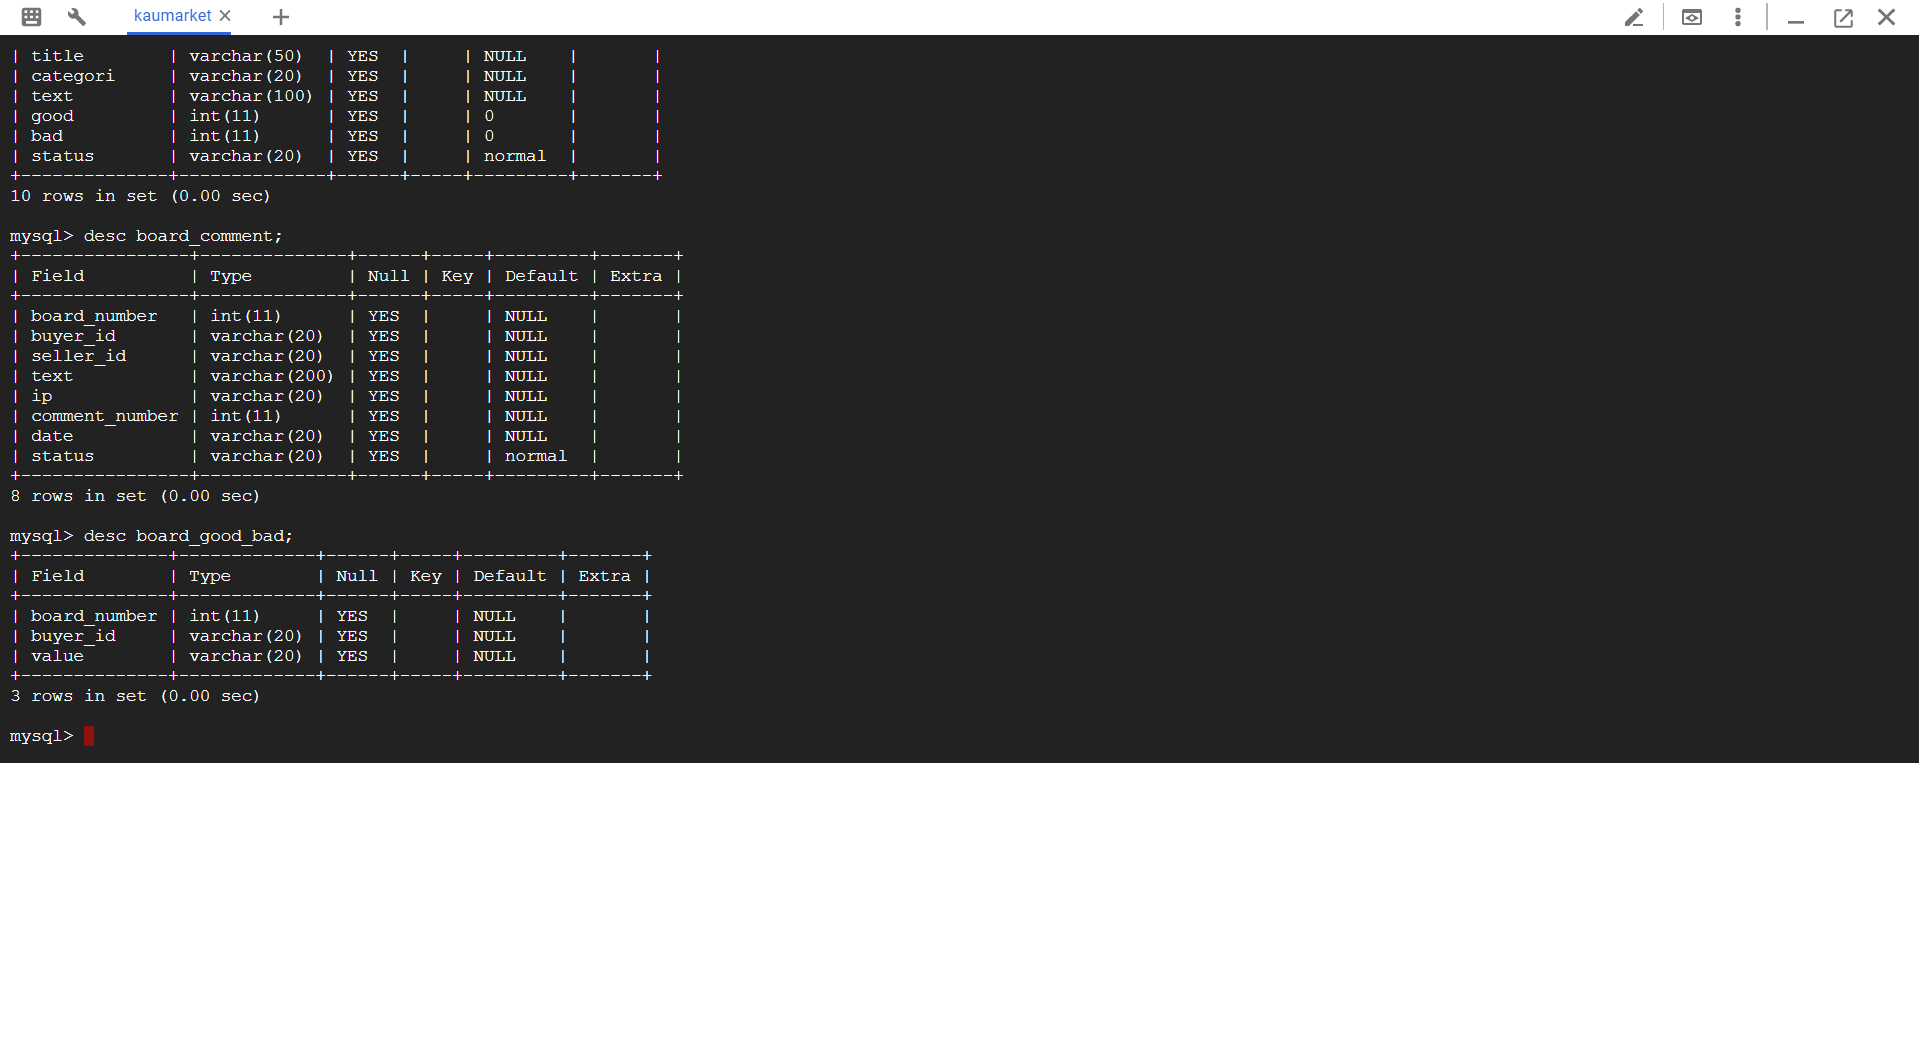 kaumarket
| title        | varchar(50)  | YES  |     | NULL    |       |
| categori     | varchar(20)  | YES  |     | NULL    |       |
| text         | varchar(100) | YES  |     | NULL    |       |
| good         | int(11)      | YES  |     | 0       |       |
| bad          | int(11)      | YES  |     | 0       |       |
| status       | varchar(20)  | YES  |     | normal  |       |
+--------------+--------------+------+-----+---------+-------+
10 rows in set (0.00 sec)
mysql> desc board_comment;
+----------------+--------------+------+-----+---------+-------+
| Field          | Type         | Null | Key | Default | Extra |
+----------------+--------------+------+-----+---------+-------+
| board_number   | int(11)      | YES  |     | NULL    |       |
| buyer_id       | varchar(20)  | YES  |     | NULL    |       |
| seller_id      | varchar(20)  | YES  |     | NULL    |       |
| text           | varchar(200) | YES  |     | NULL    |       |
| ip             | varchar(20)  | YES  |     | NULL    |       |
| comment_number | int(11)      | YES  |     | NULL    |       |
| date           | varchar(20)  | YES  |     | NULL    |       |
| status         | varchar(20)  | YES  |     | normal  |       |
+----------------+--------------+------+-----+---------+-------+
8 rows in set (0.00 sec)
mysql> desc board_good_bad;
+--------------+-------------+------+-----+---------+-------+
| Field        | Type        | Null | Key | Default | Extra |
+--------------+-------------+------+-----+---------+-------+
| board_number | int(11)     | YES  |     | NULL    |       |
| buyer_id     | varchar(20) | YES  |     | NULL    |       |
| value        | varchar(20) | YES  |     | NULL    |       |
+--------------+-------------+------+-----+---------+-------+
3 rows in set (0.00 sec)
mysql>